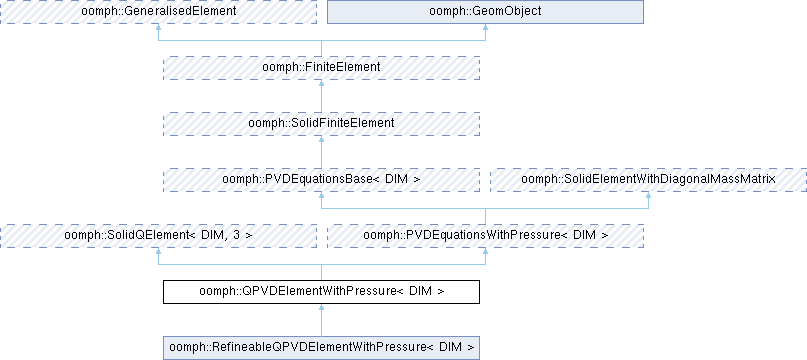 oomph::GeneralisedElement
oomph::GeomObject
oomph::FiniteElement
oomph::SolidFiniteElement
oomph::PVDEquationsBase< DIM >
oomph::SolidElementWithDiagonalMassMatrix
oomph::SolidQElement< DIM, 3 >
oomph::PVDEquationsWithPressure< DIM >
oomph::QPVDElementWithPressure< DIM >
oomph::RefineableQPVDElementWithPressure< DIM >